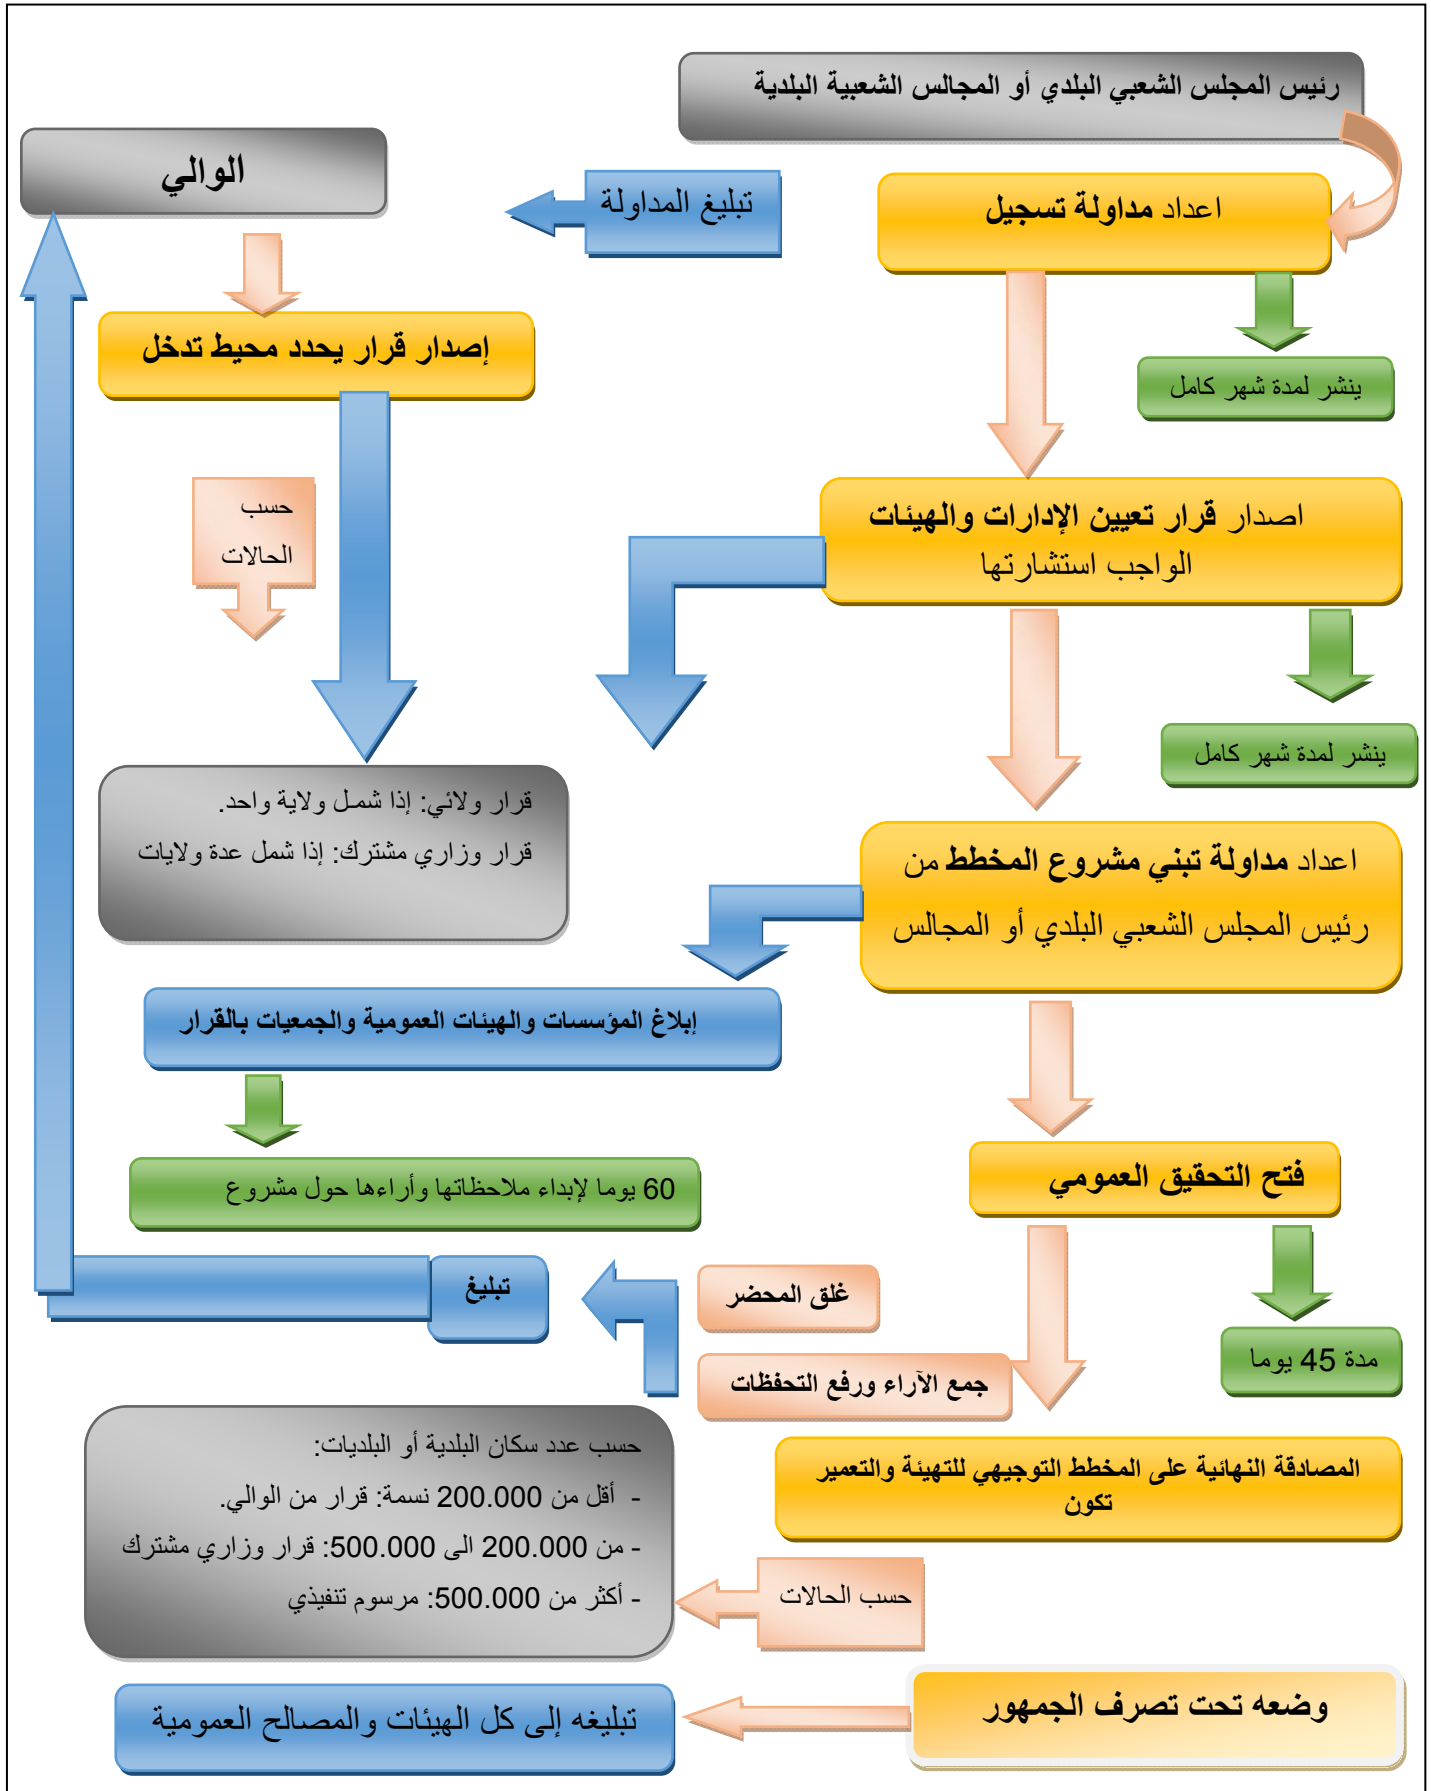 رئيس المجلس الشعبي البلدي أو المجالس الشعبية البلدية
الوالي
تبليغ المداولة
اعداد مداولة تسجيل
إصدار قرار يحدد محيط تدخل
ينشر لمدة شهر كامل
حسب
الحالات
اصدار قرار تعيين الإدارات والهيئات
الواجب استشارتها
ينشر لمدة شهر كامل
قرار ولائي: إذا شمل ولاية واحد.
قرار وزاري مشترك: إذا شمل عدة ولايات
اعداد مداولة تبني مشروع المخطط من
رئيس المجلس الشعبي البلدي أو المجالس
إبلاغ المؤسسات والهيئات العمومية والجمعيات بالقرار
فتح التحقيق العمومي
60 يوما لإبداء ملاحظاتها وأراءها حول مشروع
تبليغ
غلق المحضر
مدة 45 يوما
جمع الآراء ورفع التحفظات
المصادقة النهائية على المخطط التوجيهي للتهيئة والتعمير
تكون
حسب عدد سكان البلدية أو البلديات:
- أقل من 200.000 نسمة: قرار من الوالي.
- من 200.000 الى 500.000: قرار وزاري مشترك
- أكثر من 500.000: مرسوم تنفيذي
حسب الحالات
وضعه تحت تصرف الجمهور
تبليغه إلى كل الهيئات والمصالح العمومية